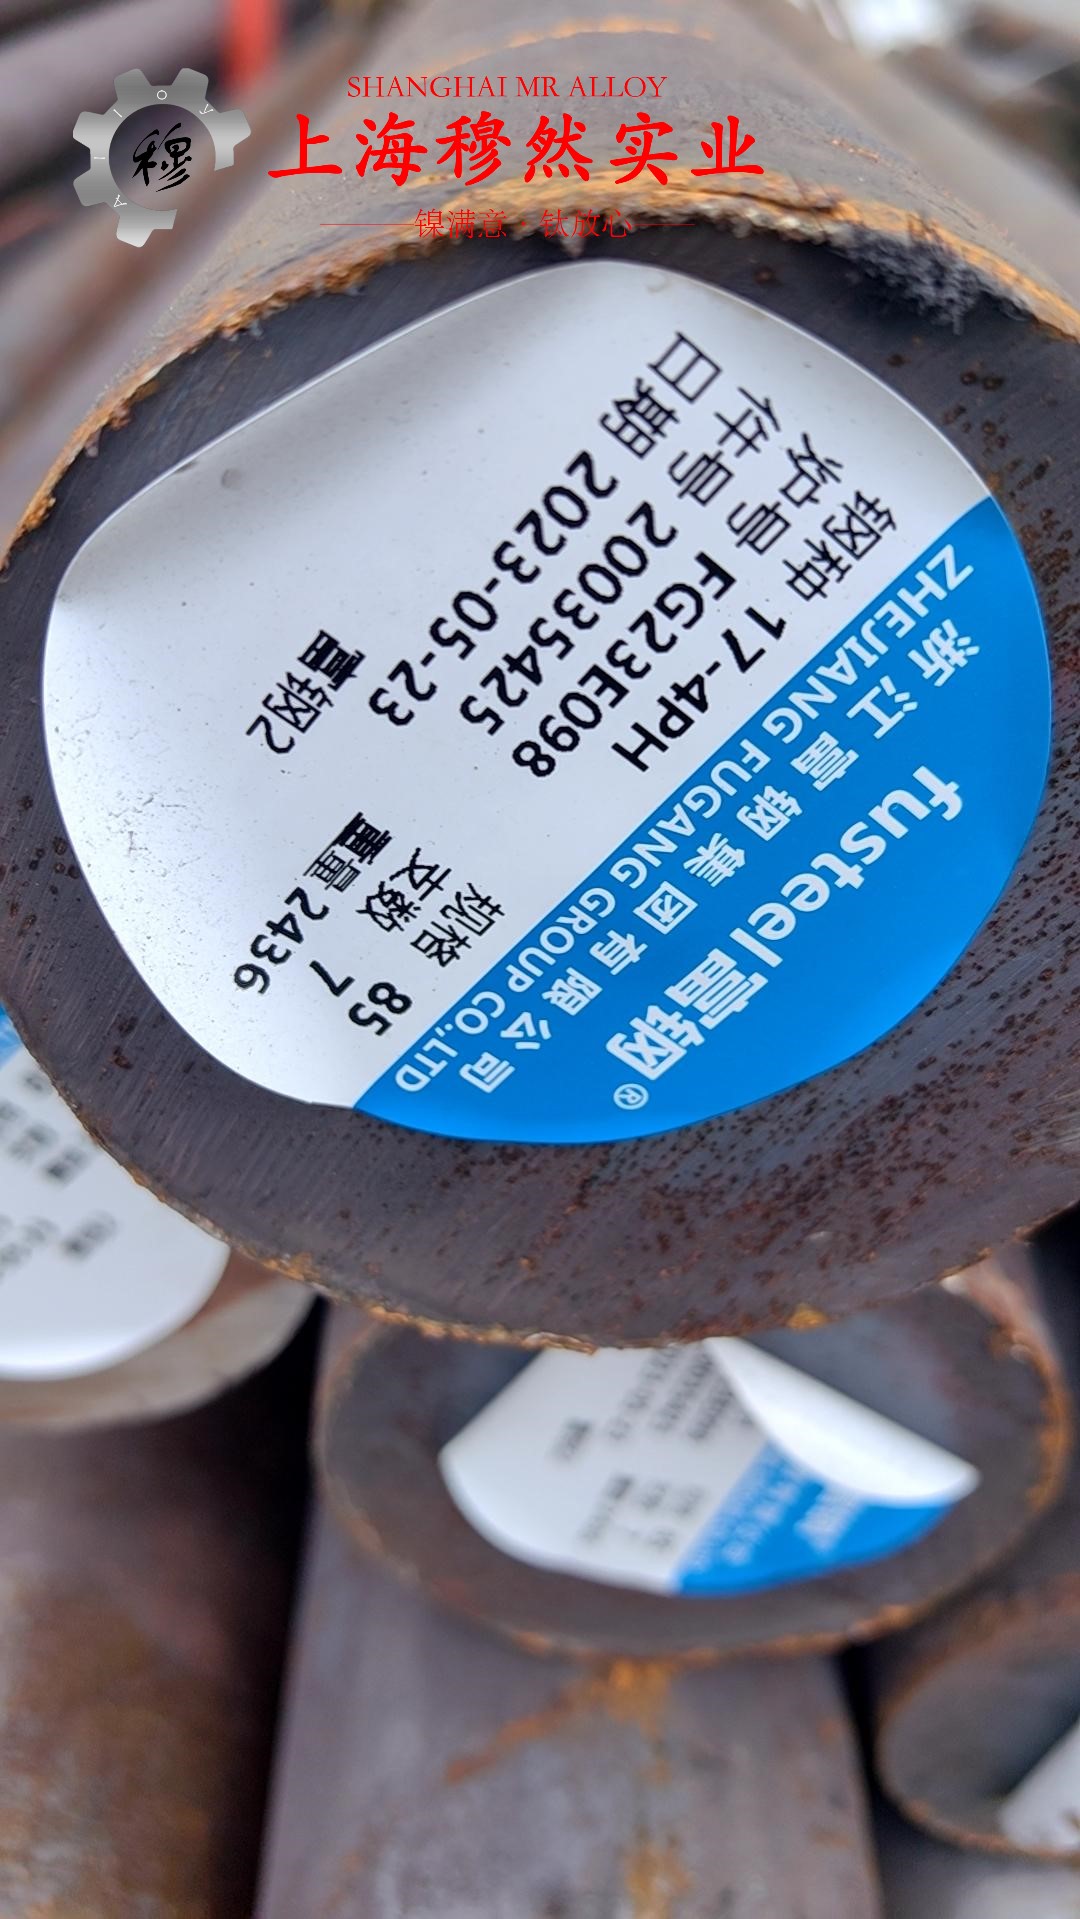 SHANGHAI MR ALLOY
上海穆然实业
镍满意·钛放心
穆
fusteel富钢®
浙江富钢集团有限公司
ZHEJIANG FUGANG GROUP CO.,LTD
钢种 17-4PH
规格 85
炉号 FG23E098
支数 7
件号 20035425
重量 2436
日期 2023-05-23
富钢2